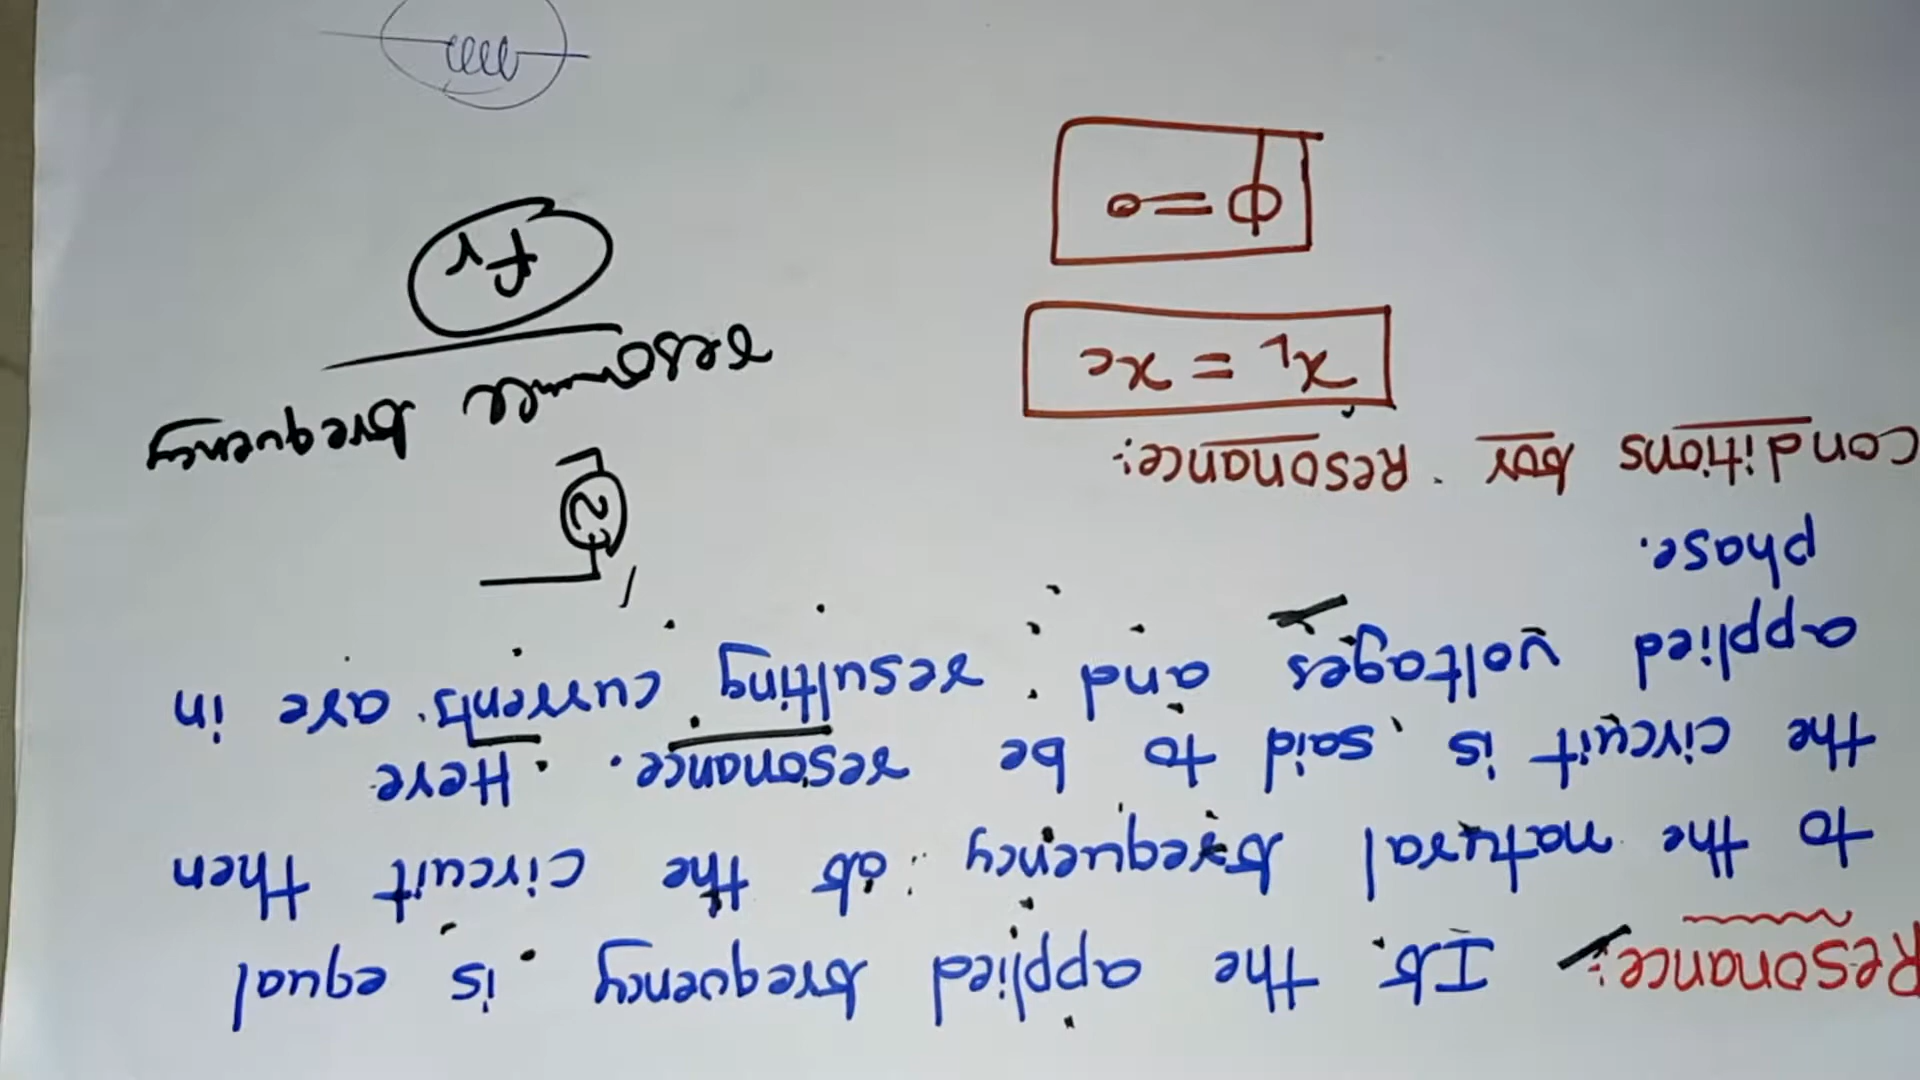 Resonance:- If the applied frequency is equal
to the natural frequency of the circuit then
the circuit is said to be resonance. Here
applied voltages and resulting currents are in
phase.
Conditions for Resonance:
XL = XC
Φ=0
resonance frequency
fr